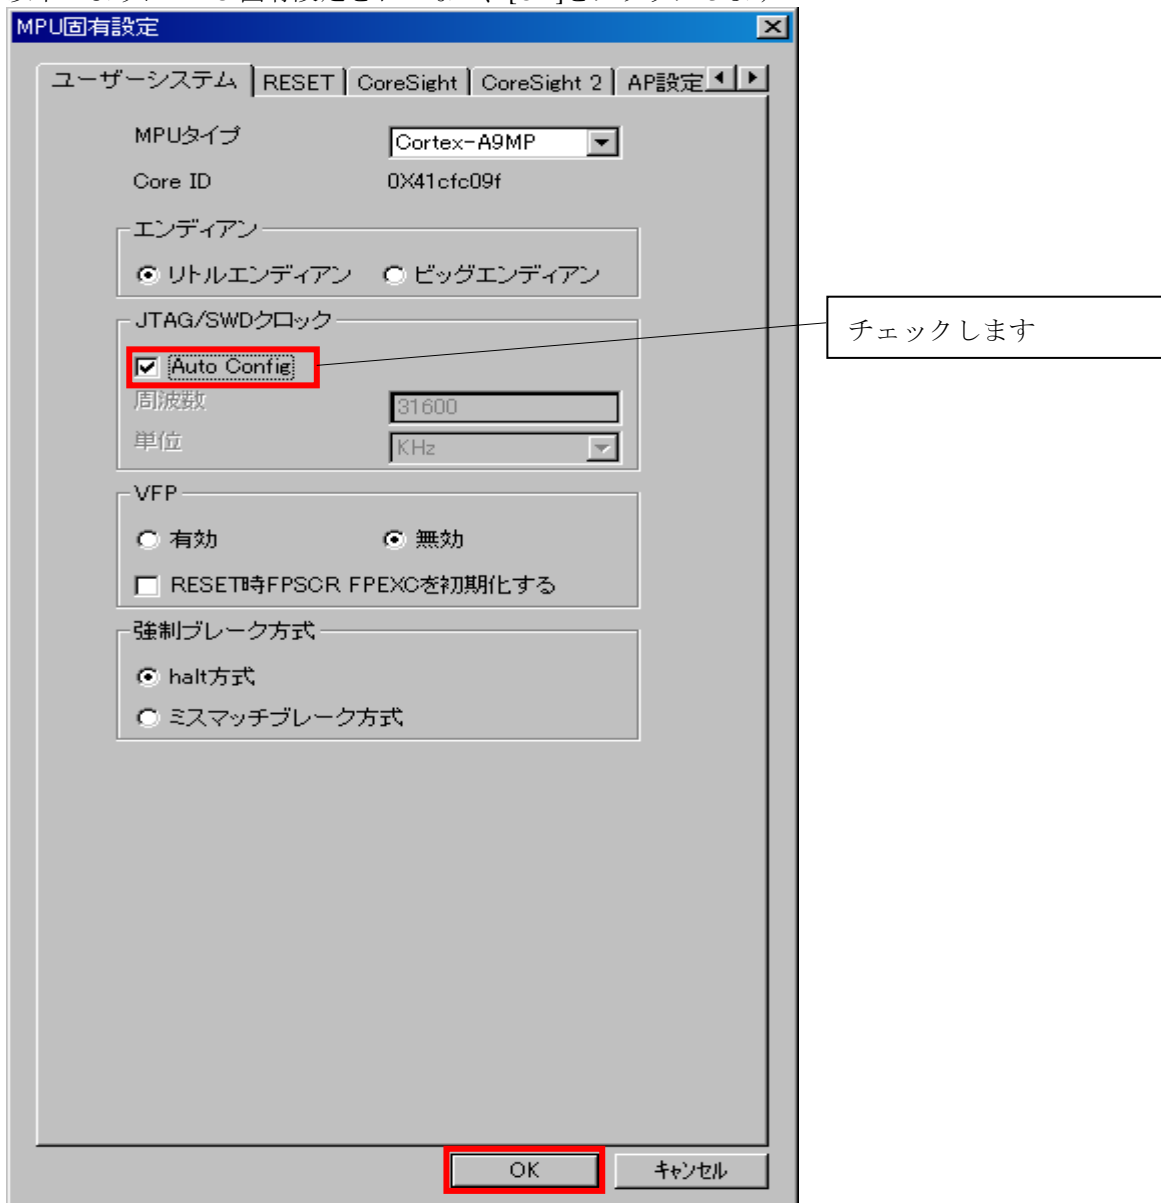 MPU固有設定
ユーザーシステム RESET CoreSight CoreSight 2 AP設定
MPUタイプ Cortex-A9MP
Core ID 0X41cfc09f
エンディアン
リトルエンディアン ビッグエンディアン
JTAG/SWDクロック
チェックします
Auto Config
周波数 31600
単位 KHz
VFP
有効 無効
RESET時FPSCR FPEXCを初期化する
強制ブレーク方式
halt方式
ミスマッチブレーク方式
OK キャンセル